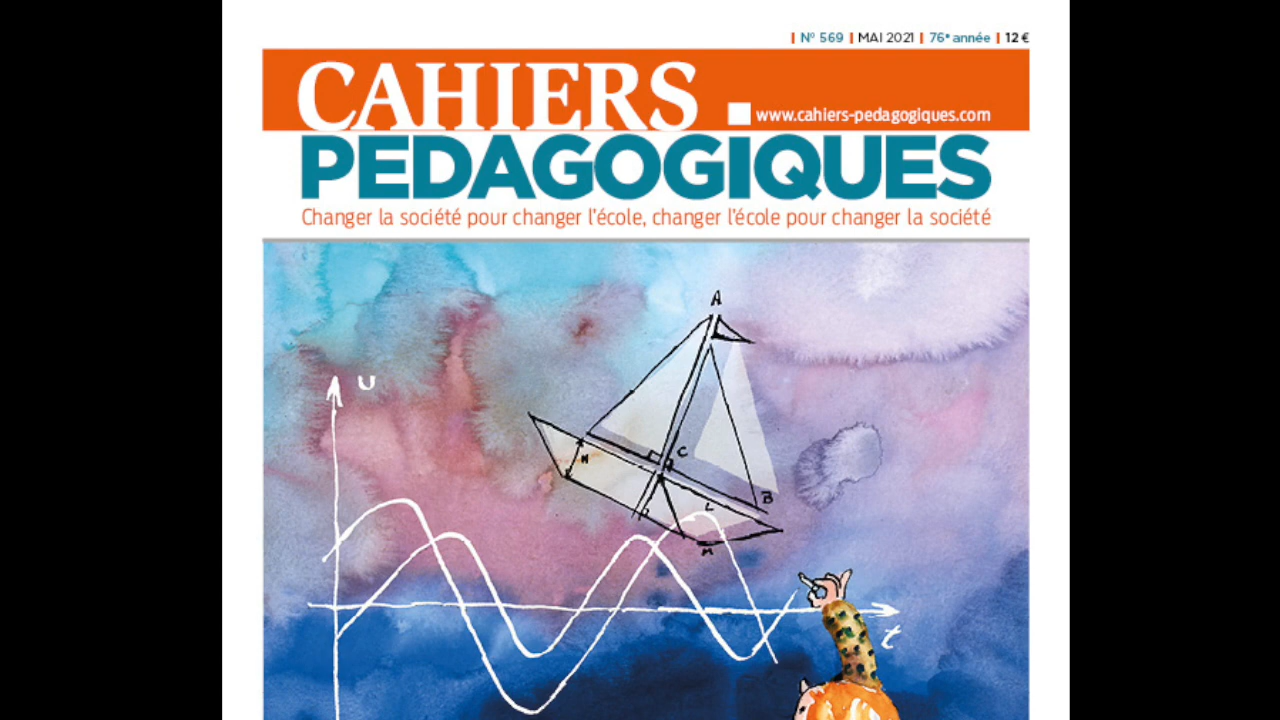 | Nº 569 | MAI 2021 | 76e année | 12 €
CAHIERS
www.cahiers-pedagogiques.com
PEDAGOGIQUES
Changer la société pour changer l'école, changer l'école pour changer la société
A
U
C
H
B
L
M
t